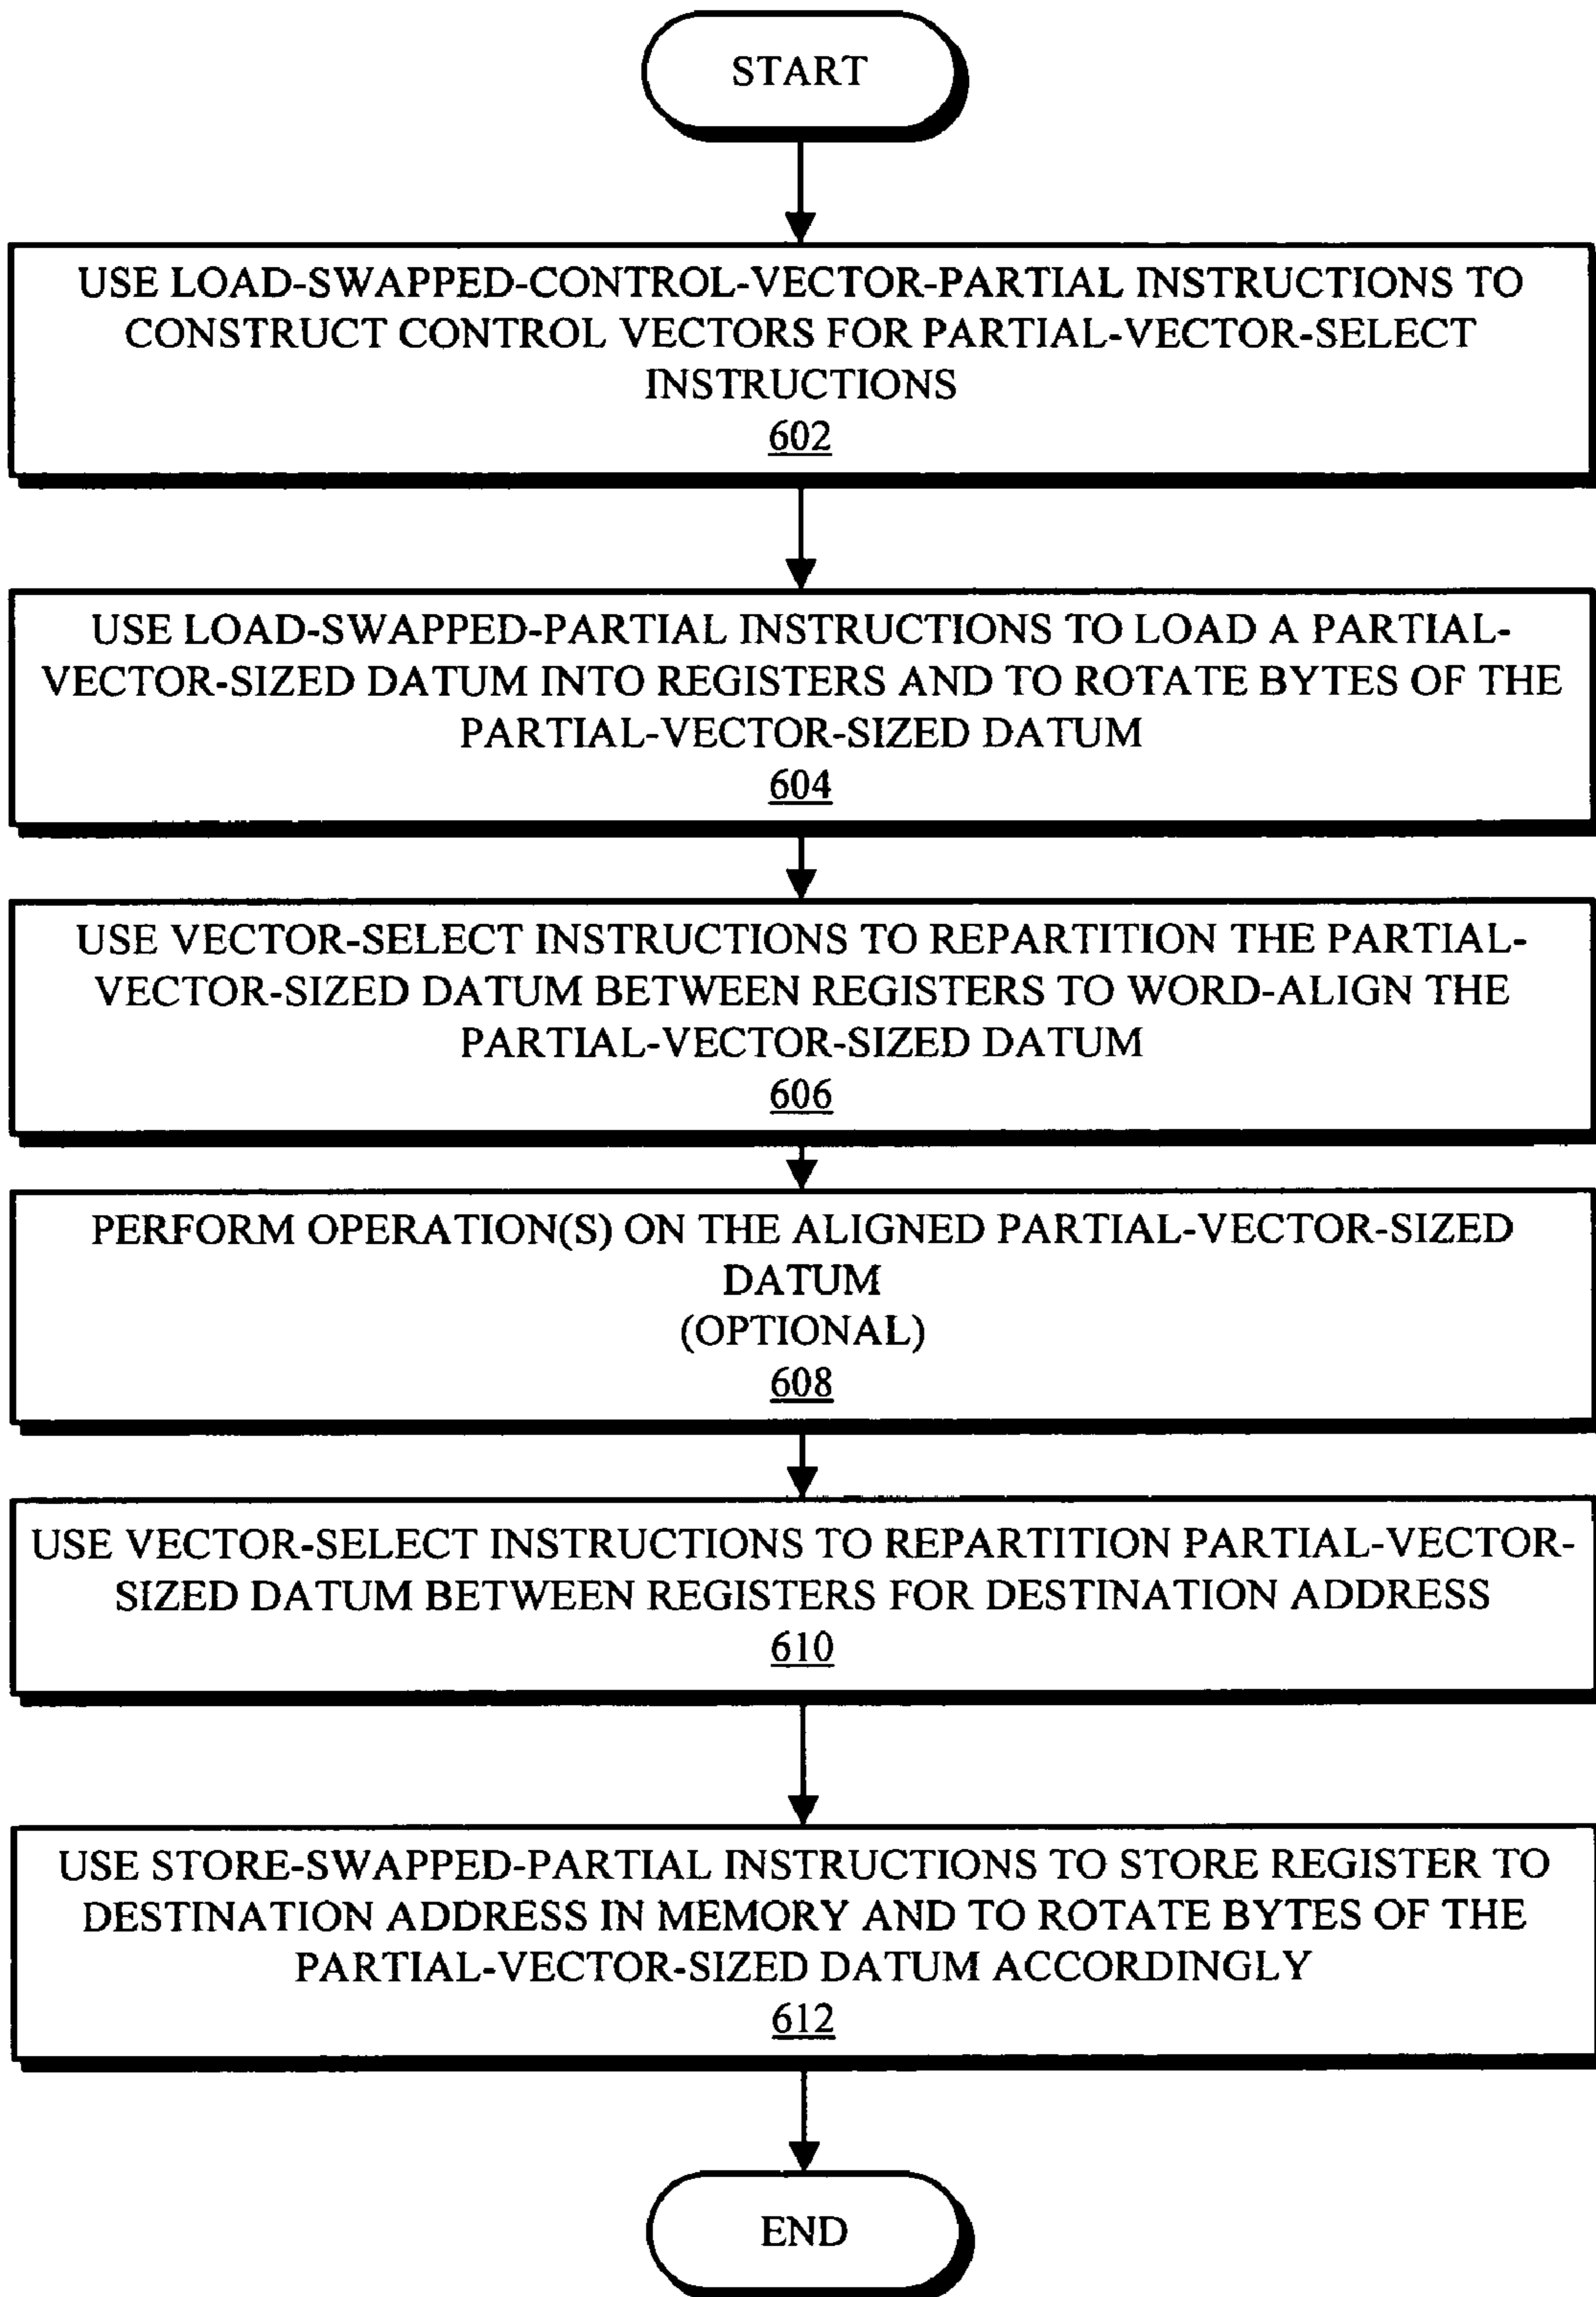 START
USE LOAD-SWAPPED-CONTROL-VECTOR-PARTIAL INSTRUCTIONS TO
CONSTRUCT CONTROL VECTORS FOR PARTIAL-VECTOR-SELECT
INSTRUCTIONS
602
USE LOAD-SWAPPED-PARTIAL INSTRUCTIONS TO LOAD A PARTIAL-
VECTOR-SIZED DATUM INTO REGISTERS AND TO ROTATE BYTES OF THE
PARTIAL-VECTOR-SIZED DATUM
604
USE VECTOR-SELECT INSTRUCTIONS TO REPARTITION THE PARTIAL-
VECTOR-SIZED DATUM BETWEEN REGISTERS TO WORD-ALIGN THE
PARTIAL-VECTOR-SIZED DATUM
606
PERFORM OPERATION(S) ON THE ALIGNED PARTIAL-VECTOR-SIZED
DATUM
(OPTIONAL)
608
USE VECTOR-SELECT INSTRUCTIONS TO REPARTITION PARTIAL-VECTOR-
SIZED DATUM BETWEEN REGISTERS FOR DESTINATION ADDRESS
610
USE STORE-SWAPPED-PARTIAL INSTRUCTIONS TO STORE REGISTER TO
DESTINATION ADDRESS IN MEMORY AND TO ROTATE BYTES OF THE
PARTIAL-VECTOR-SIZED DATUM ACCORDINGLY
612
END